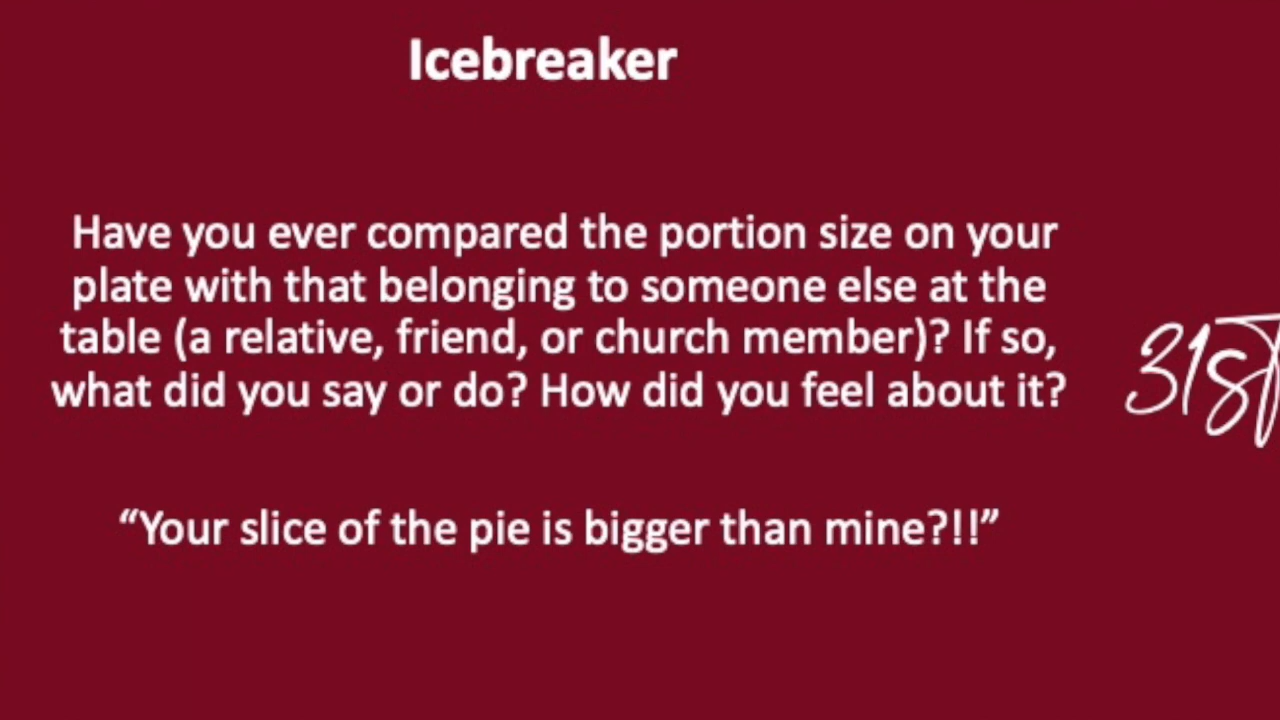 Icebreaker
Have you ever compared the portion size on your
plate with that belonging to someone else at the
table (a relative, friend, or church member)? If so,
what did you say or do? How did you feel about it?
31st
“Your slice of the pie is bigger than mine?!!”